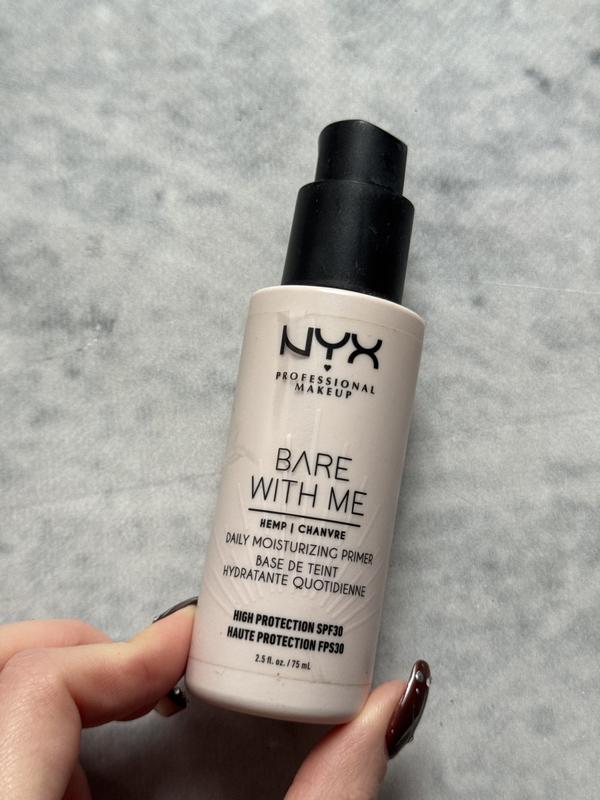 NYX
PROFESSIONAL
MAKEUP
BARE
WITH ME
HEMP | CHANVRE
DAILY MOISTURIZING PRIMER
BASE DE TEINT
HYDRATANTE QUOTIDIENNE
HIGH PROTECTION SPF30
HAUTE PROTECTION FPS30
2.5 fl. oz. / 75 mL